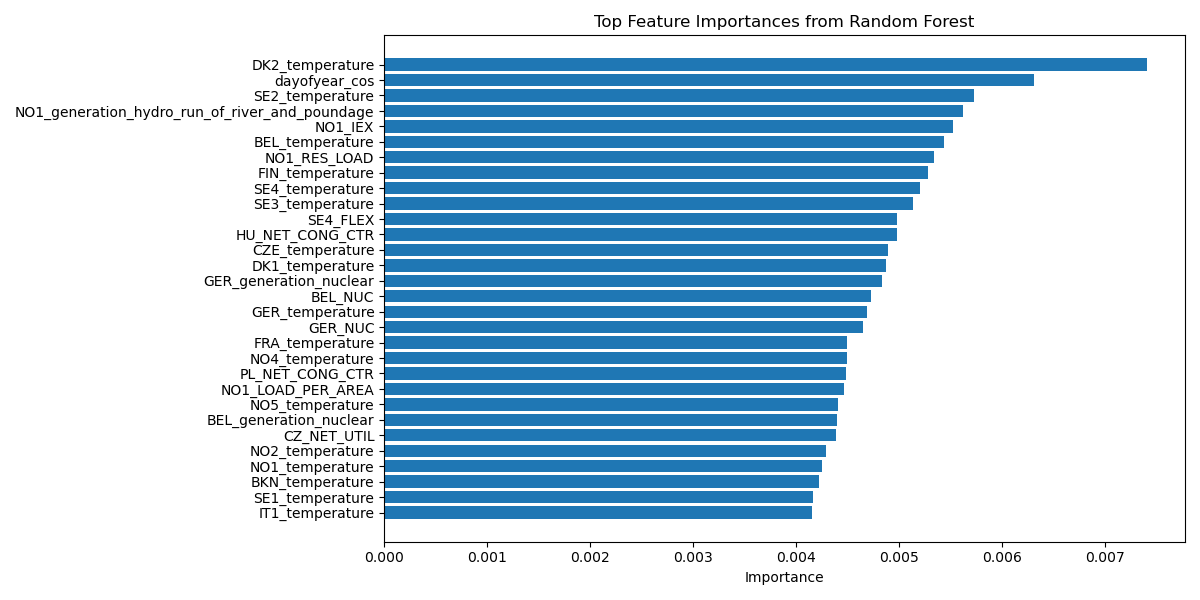 Top Feature Importances from Random Forest
DK2_temperature
dayofyear_cos
SE2_temperature
NO1_generation_hydro_run_of_river_and_poundage
NO1_IEX
BEL_temperature
NO1_RES_LOAD
FIN_temperature
SE4_temperature
SE3_temperature
SE4_FLEX
HU_NET_CONG_CTR
CZE_temperature
DK1_temperature
GER_generation_nuclear
BEL_NUC
GER_temperature
GER_NUC
FRA_temperature
NO4_temperature
PL_NET_CONG_CTR
NO1_LOAD_PER_AREA
NO5_temperature
BEL_generation_nuclear
CZ_NET_UTIL
NO2_temperature
NO1_temperature
BKN_temperature
SE1_temperature
IT1_temperature
0.000 0.001 0.002 0.003 0.004 0.005 0.006 0.007
Importance